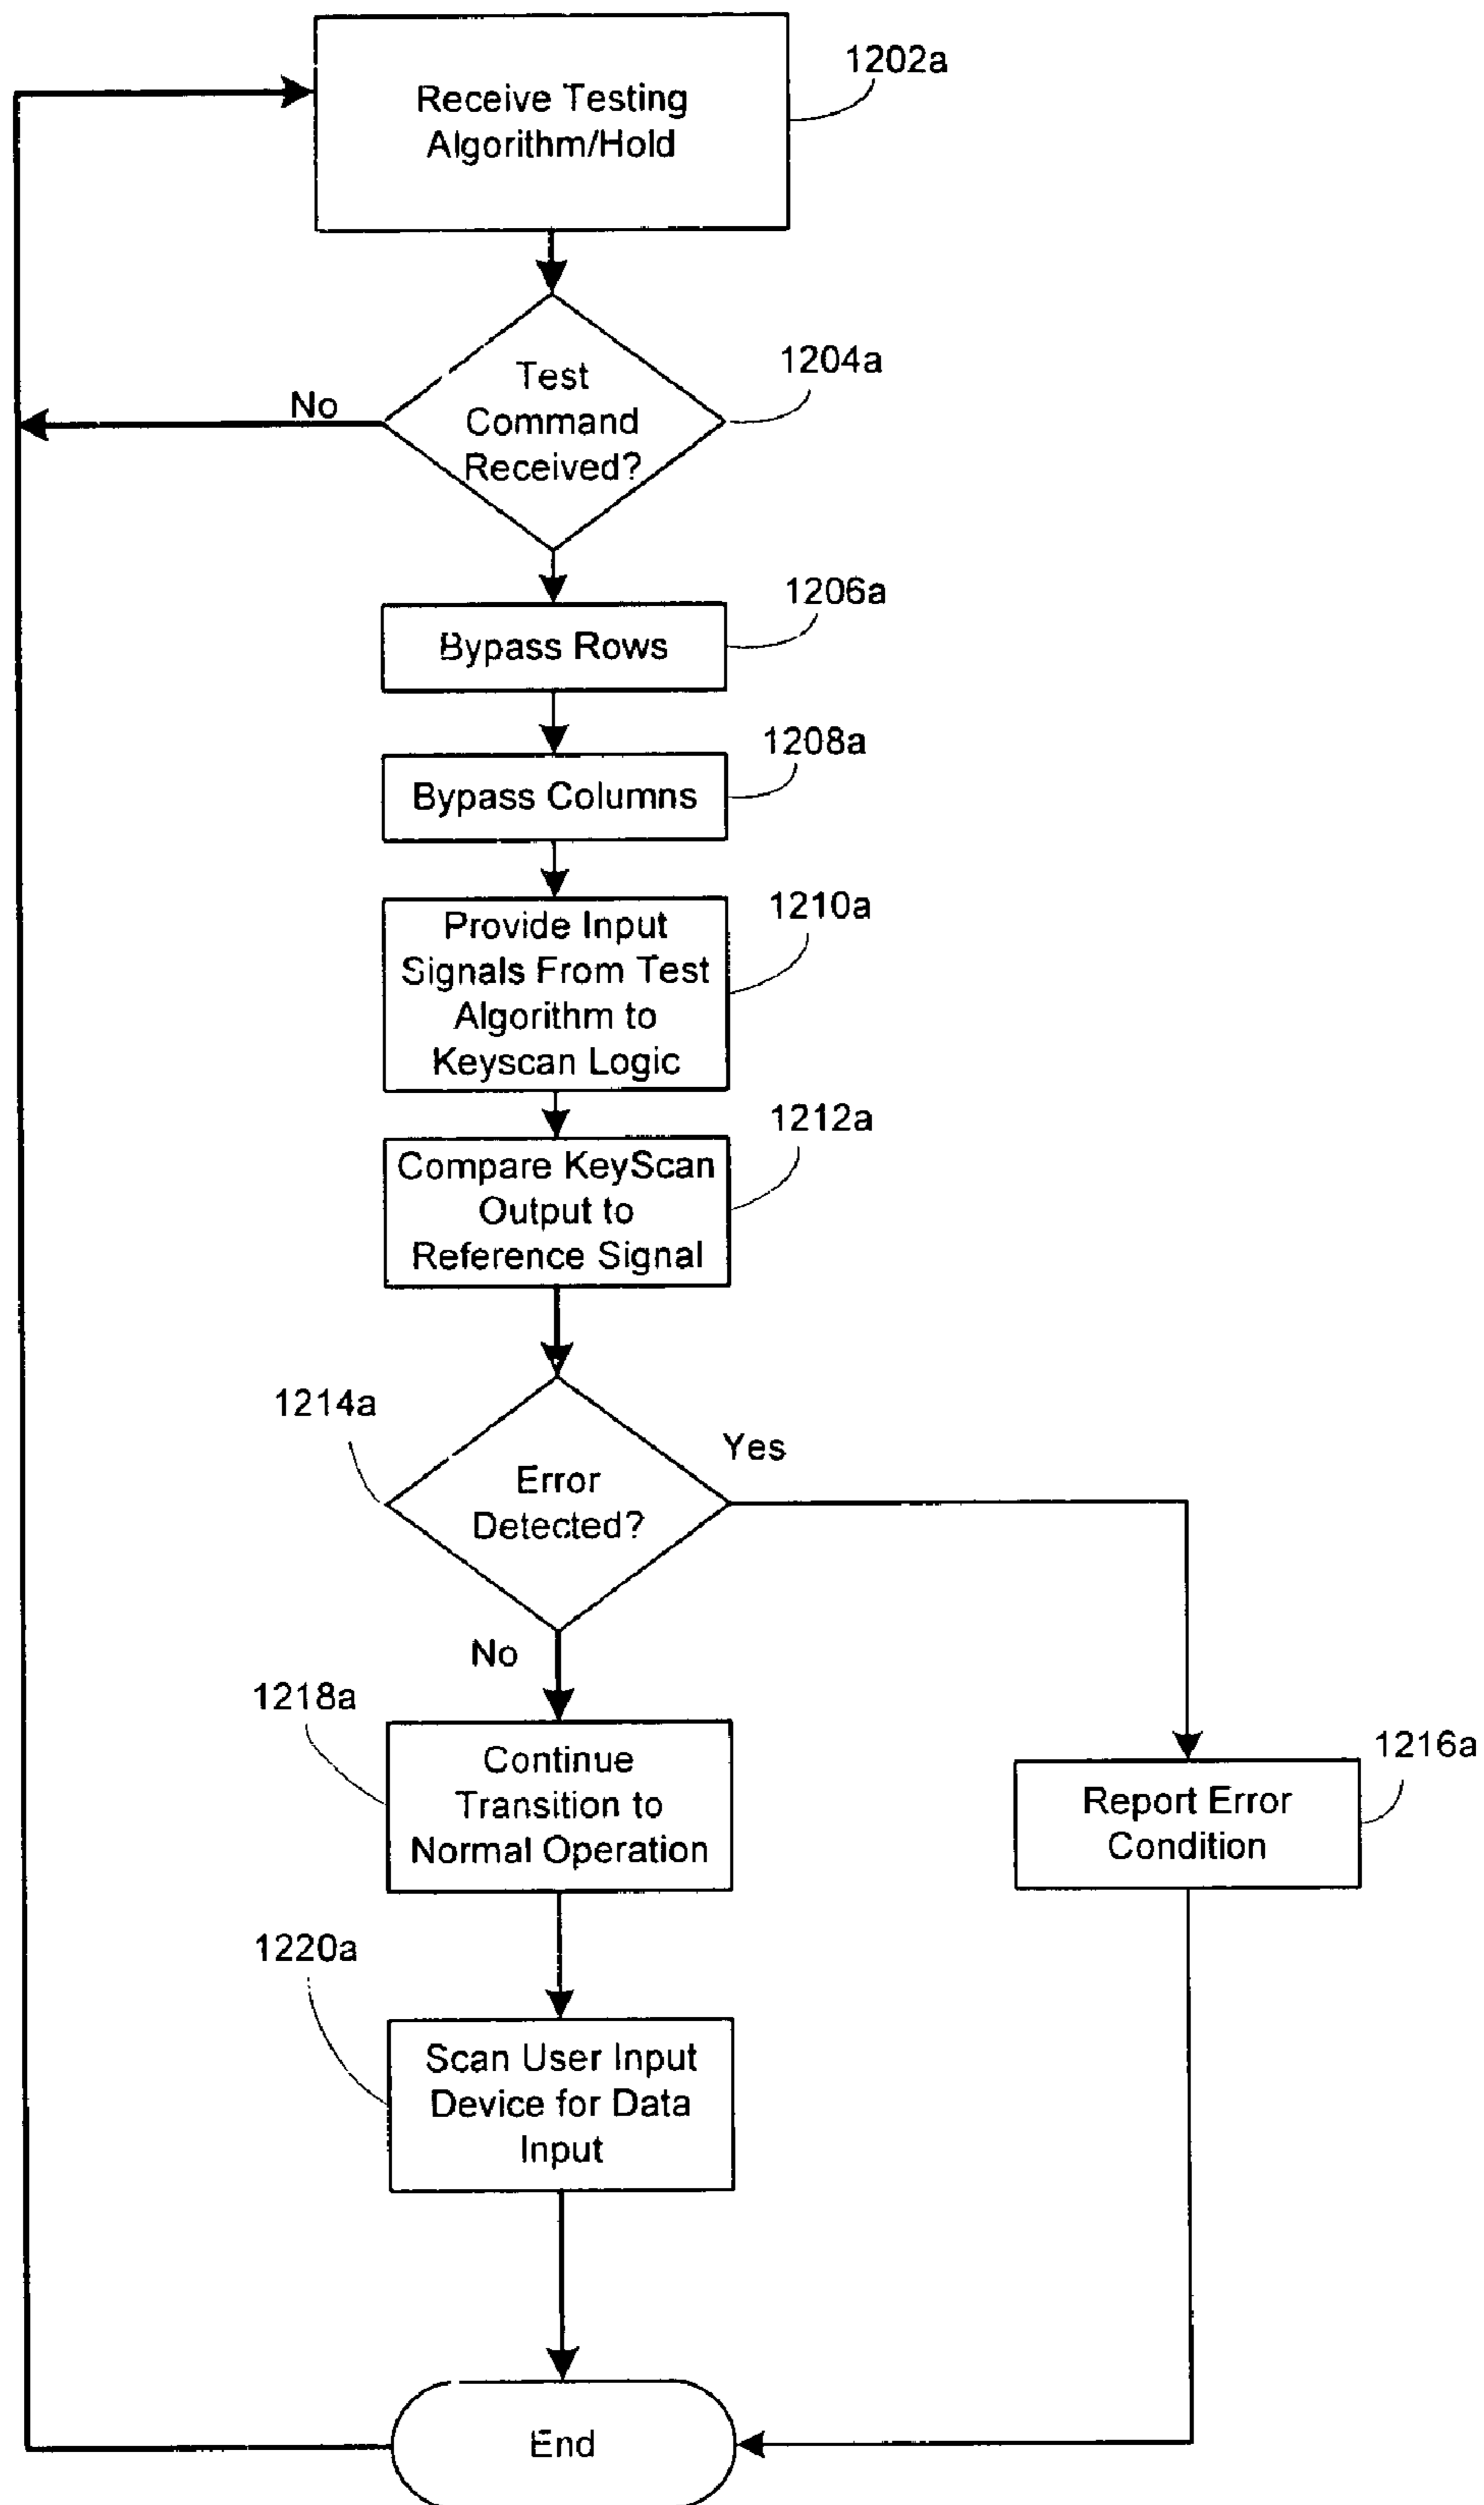 Receive Testing
Algorithm/Hold
1202a
Test
Command
Received?
1204a
No
Bypass Rows
1206a
Bypass Columns
1208a
Provide Input
Signals From Test
Algorithm to
Keyscan Logic
1210a
Compare KeyScan
Output to
Reference Signal
1212a
1214a
Error
Detected?
Yes
No
1218a
Continue
Transition to
Normal Operation
Report Error
Condition
1216a
1220a
Scan User Input
Device for Data
Input
End